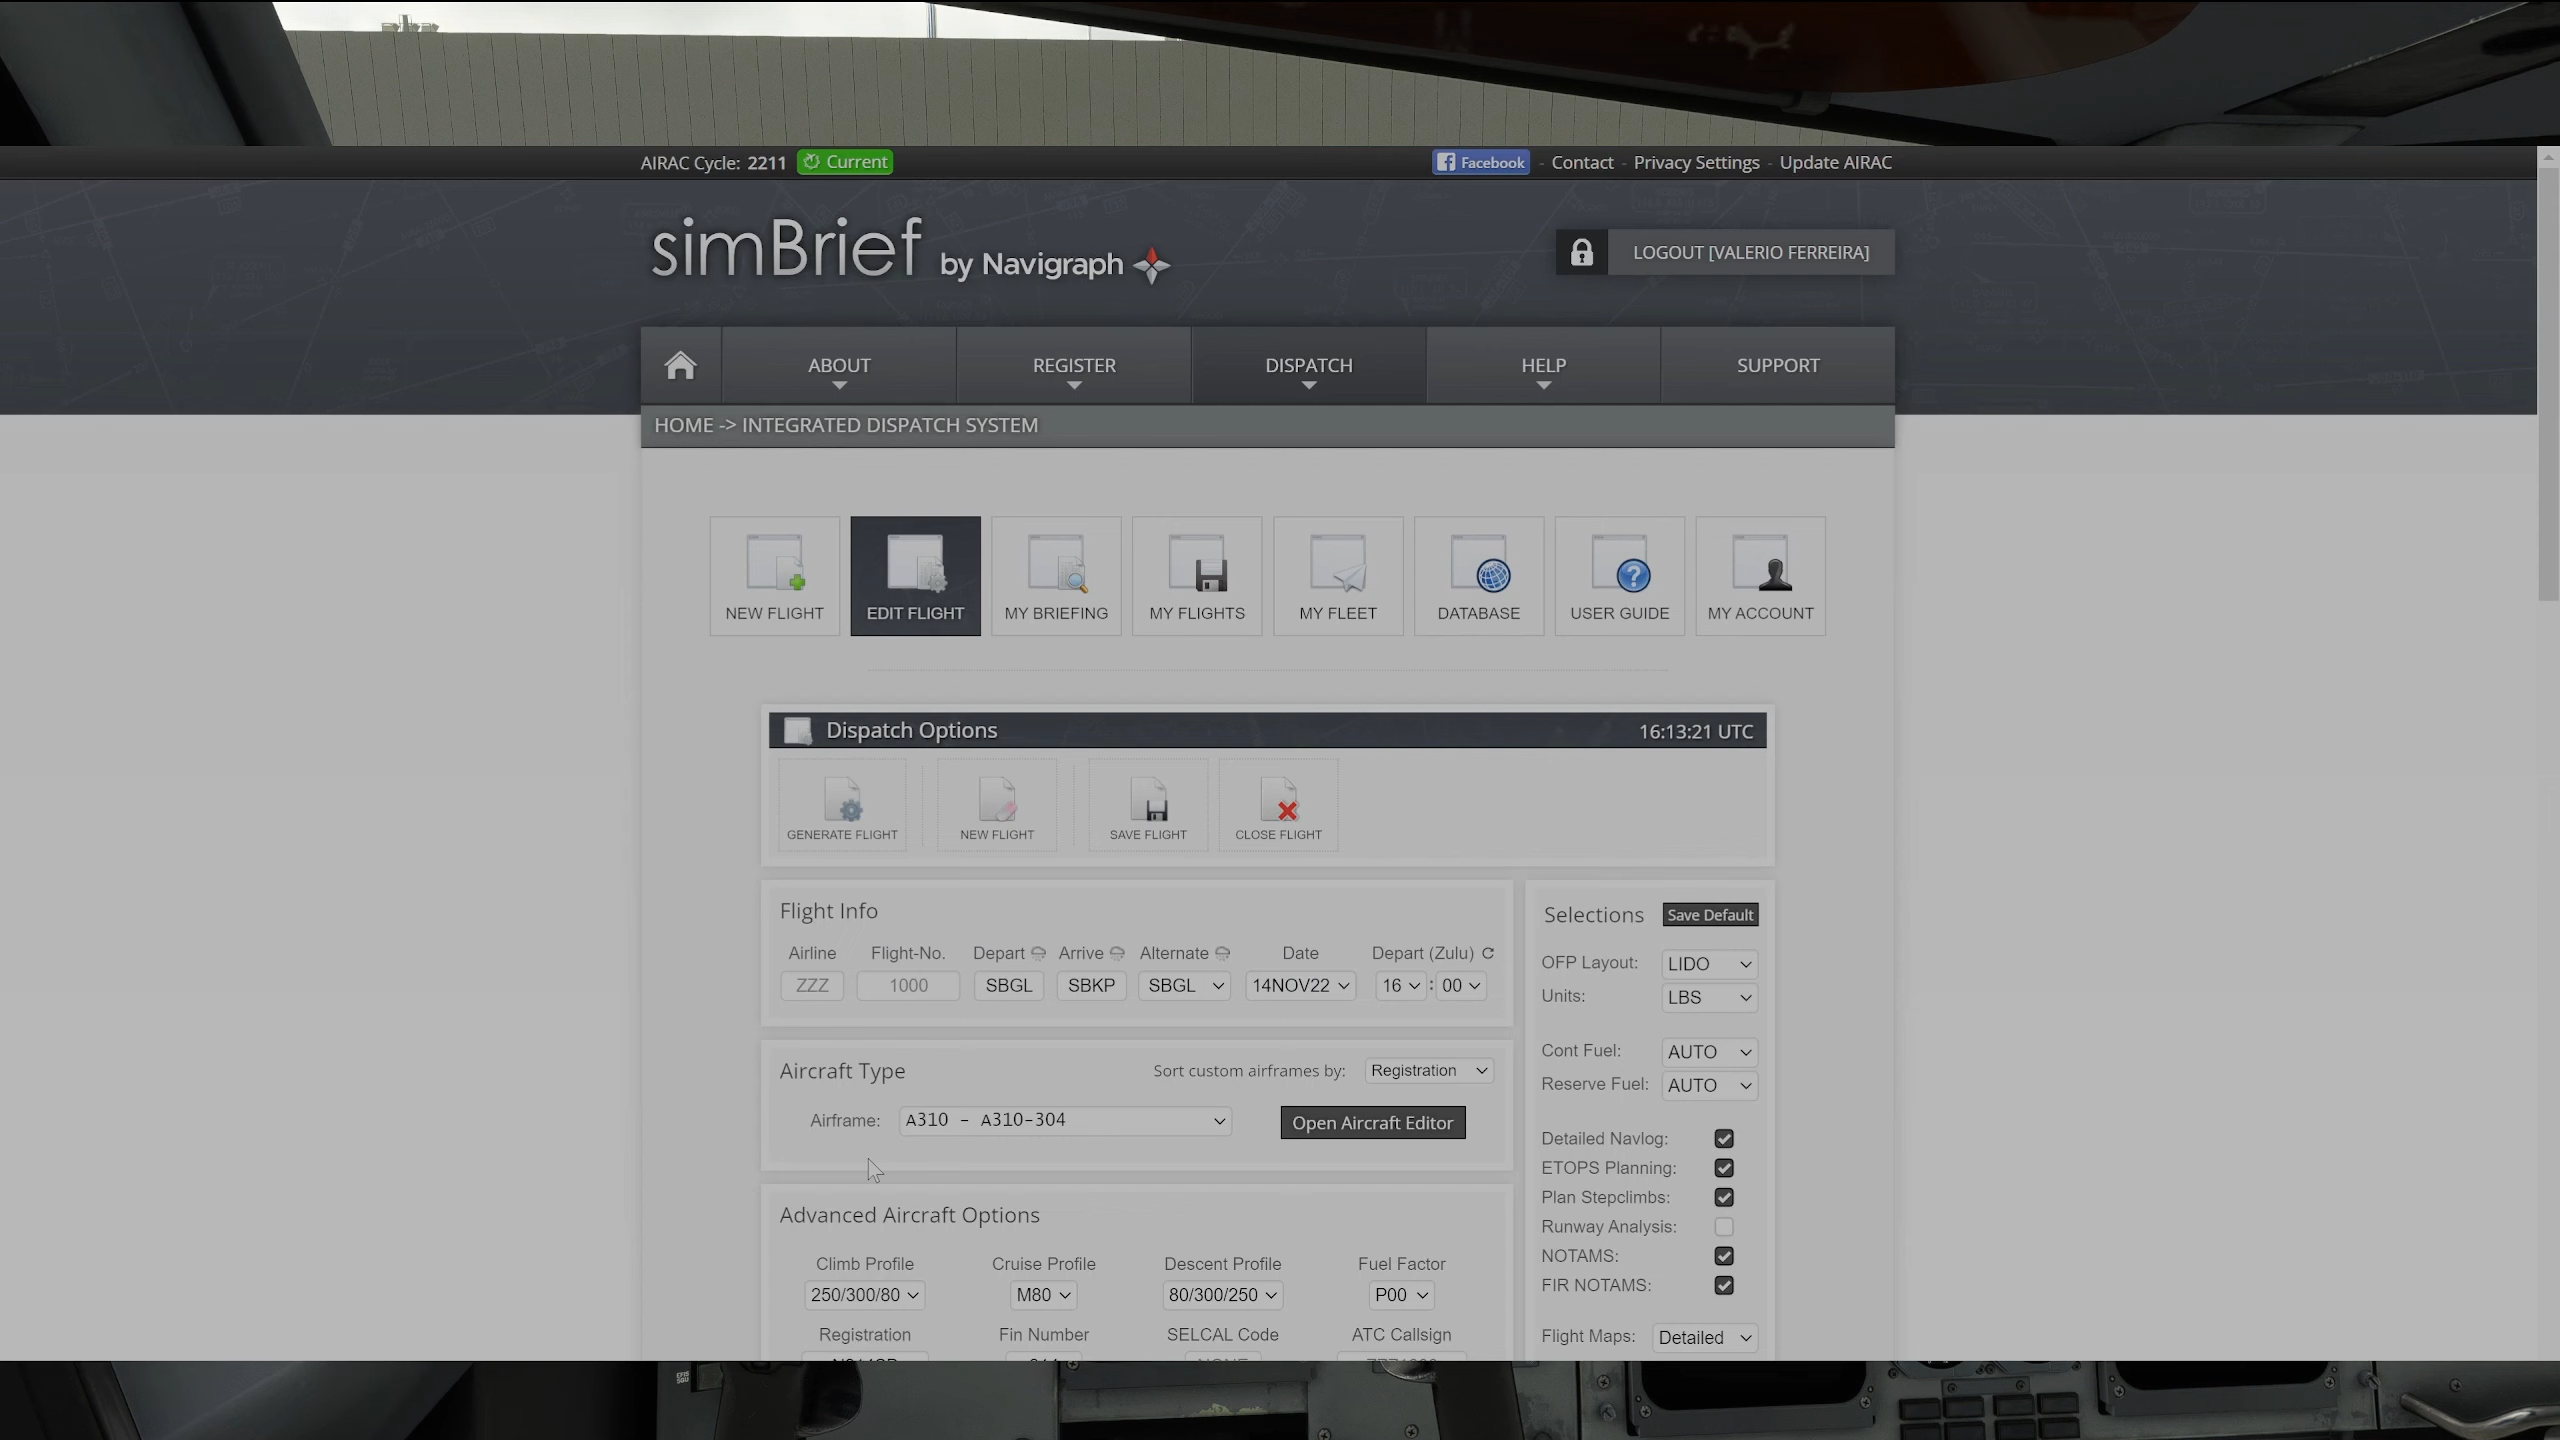 AIRAC Cycle: 2211 Current
Facebook - Contact - Privacy Settings - Update AIRAC
simBrief by Navigraph
LOGOUT [VALERIO FERREIRA]
ABOUT REGISTER DISPATCH HELP SUPPORT
HOME -> INTEGRATED DISPATCH SYSTEM
NEW FLIGHT EDIT FLIGHT MY BRIEFING MY FLIGHTS MY FLEET DATABASE USER GUIDE MY ACCOUNT
Dispatch Options 16:13:21 UTC
GENERATE FLIGHT NEW FLIGHT SAVE FLIGHT CLOSE FLIGHT
Flight Info
Airline Flight-No. Depart Arrive Alternate Date Depart (Zulu)
ZZZ 1000 SBGL SBKP SBGL 14NOV22 16 : 00
Aircraft Type Sort custom airframes by: Registration
Airframe: A310 - A310-304 Open Aircraft Editor
Advanced Aircraft Options
Climb Profile Cruise Profile Descent Profile Fuel Factor
250/300/80 M80 80/300/250 P00
Registration Fin Number SELCAL Code ATC Callsign
Selections Save Default
OFP Layout: LIDO
Units: LBS
Cont Fuel: AUTO
Reserve Fuel: AUTO
Detailed Navlog:
ETOPS Planning:
Plan Stepclimbs:
Runway Analysis:
NOTAMS:
FIR NOTAMS:
Flight Maps: Detailed